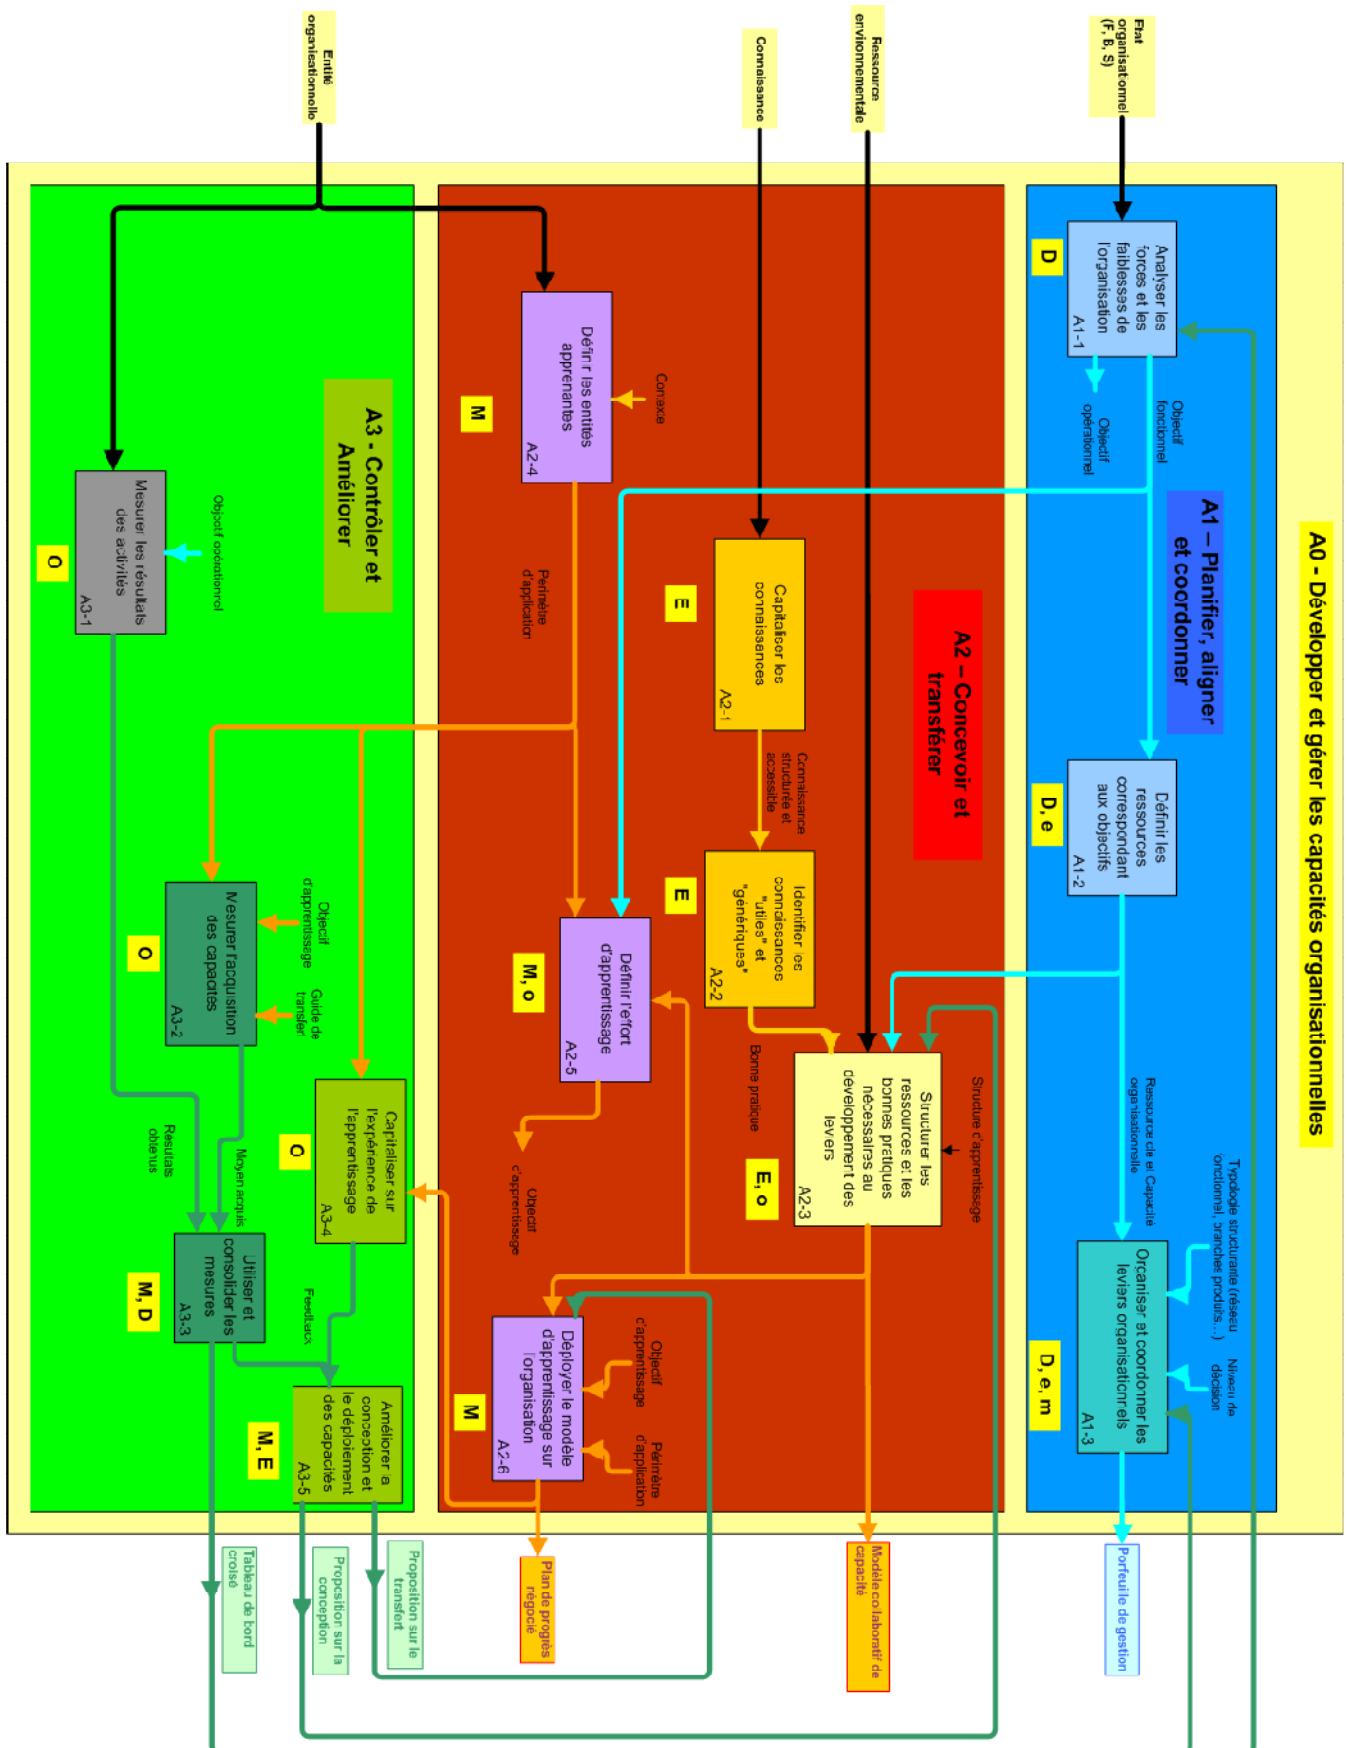 A0 - Développer et gérer les capacités organisationnelles
Etat
organisationnel
(F, B, S)
Ressource
environnementale
Connaissance
Entité
organisationnelle
A1 – Planifier, aligner
et coordonner
Analyser les
forces et les
faiblesses de
l'organisation
A1-1
D
Objectif
fonctionnel
Objectif
opérationnel
Définir les
ressources
correspondant
aux objectifs
A1-2
D, e
Ressource clé et Capacité
organisationnelle
Typologie structurante (réseau
fonctionnel, branches produits…)
Niveau de
décision
Organiser et coordonner les
leviers organisationnels
A1-3
D, e, m
Porfeuille de gestion
A2 – Concevoir et
transférer
Capitaliser les
connaissances
A2-1
E
Connaissance
structurée et
accessible
Identifier les
connaissances
"utiles" et
"génériques"
A2-2
E
Bonne pratique
Structure d'apprentissage
Structurer les
ressources et les
bonnes pratiques
nécessaires au
développement des
leviers
A2-3
E, o
Modèle collaboratif de
capacité
Contexte
Définir les entités
apprenantes
A2-4
M
Périmètre
d'application
Définir l'effort
d'apprentissage
A2-5
M, o
Objectif
d'apprentissage
Objectif
d'apprentissage
Périmètre
d'application
Déployer le modèle
d'apprentissage sur
l'organisation
A2-6
M
Plan de progrès
négocié
A3 - Contrôler et
Améliorer
Objectif opérationnel
Mesurer les résultats
des activités
A3-1
O
Objectif
d'apprentissage
Guide de
transfer
Mesurer l'acquisition
des capacités
A3-2
O
Résultats
obtenus
Moyen acquis
Capitaliser sur
l'expérience de
l'apprentissage
A3-4
O
Feedback
Utiliser et
consolider les
mesures
A3-3
M, D
Améliorer la
conception et
le déploiement
des capacités
A3-5
M, E
Proposition sur le
transfert
Proposition sur la
conception
Tableau de bord
croisé